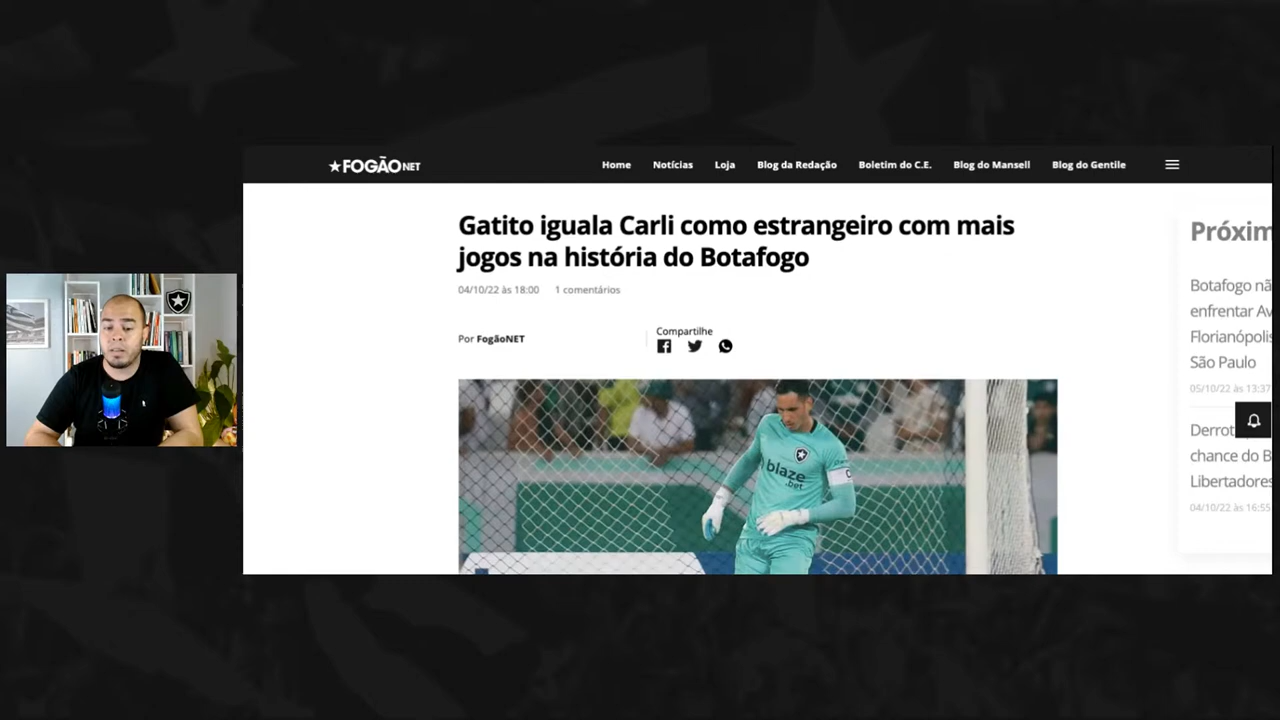 FOGÃONET
Home Notícias Loja Blog da Redação Boletim do C.E. Blog do Mansell Blog do Gentile
Gatito iguala Carli como estrangeiro com mais
jogos na história do Botafogo
04/10/22 às 18:00 1 comentários
Por FogãoNET
Compartilhe
blaze
.bet
C
Próxim
Botafogo nã
enfrentar Av
Florianópolis
São Paulo
05/10/22 às 13:37
Derrot
chance do B
Libertadores
04/10/22 às 16:55